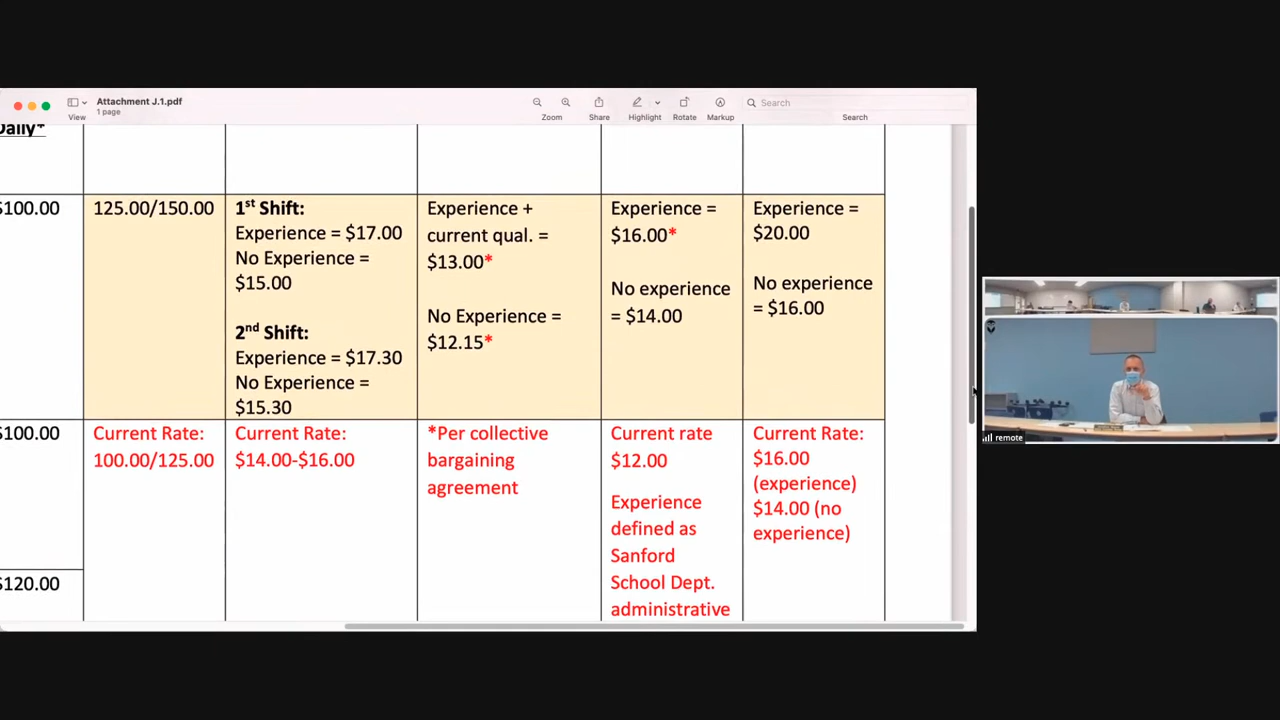 Attachment J.1.pdf
1 page
View
Zoom
Share
Highlight
Rotate
Markup
Search
Search
Daily*
$100.00
125.00/150.00
1st Shift:
Experience = $17.00
No Experience =
$15.00
2nd Shift:
Experience = $17.30
No Experience =
$15.30
Experience +
current qual. =
$13.00*
No Experience =
$12.15*
Experience =
$16.00*
No experience
= $14.00
Experience =
$20.00
No experience
= $16.00
$100.00
Current Rate:
100.00/125.00
Current Rate:
$14.00-$16.00
*Per collective
bargaining
agreement
Current rate
$12.00
Experience
defined as
Sanford
School Dept.
administrative
Current Rate:
$16.00
(experience)
$14.00 (no
experience)
$120.00
remote